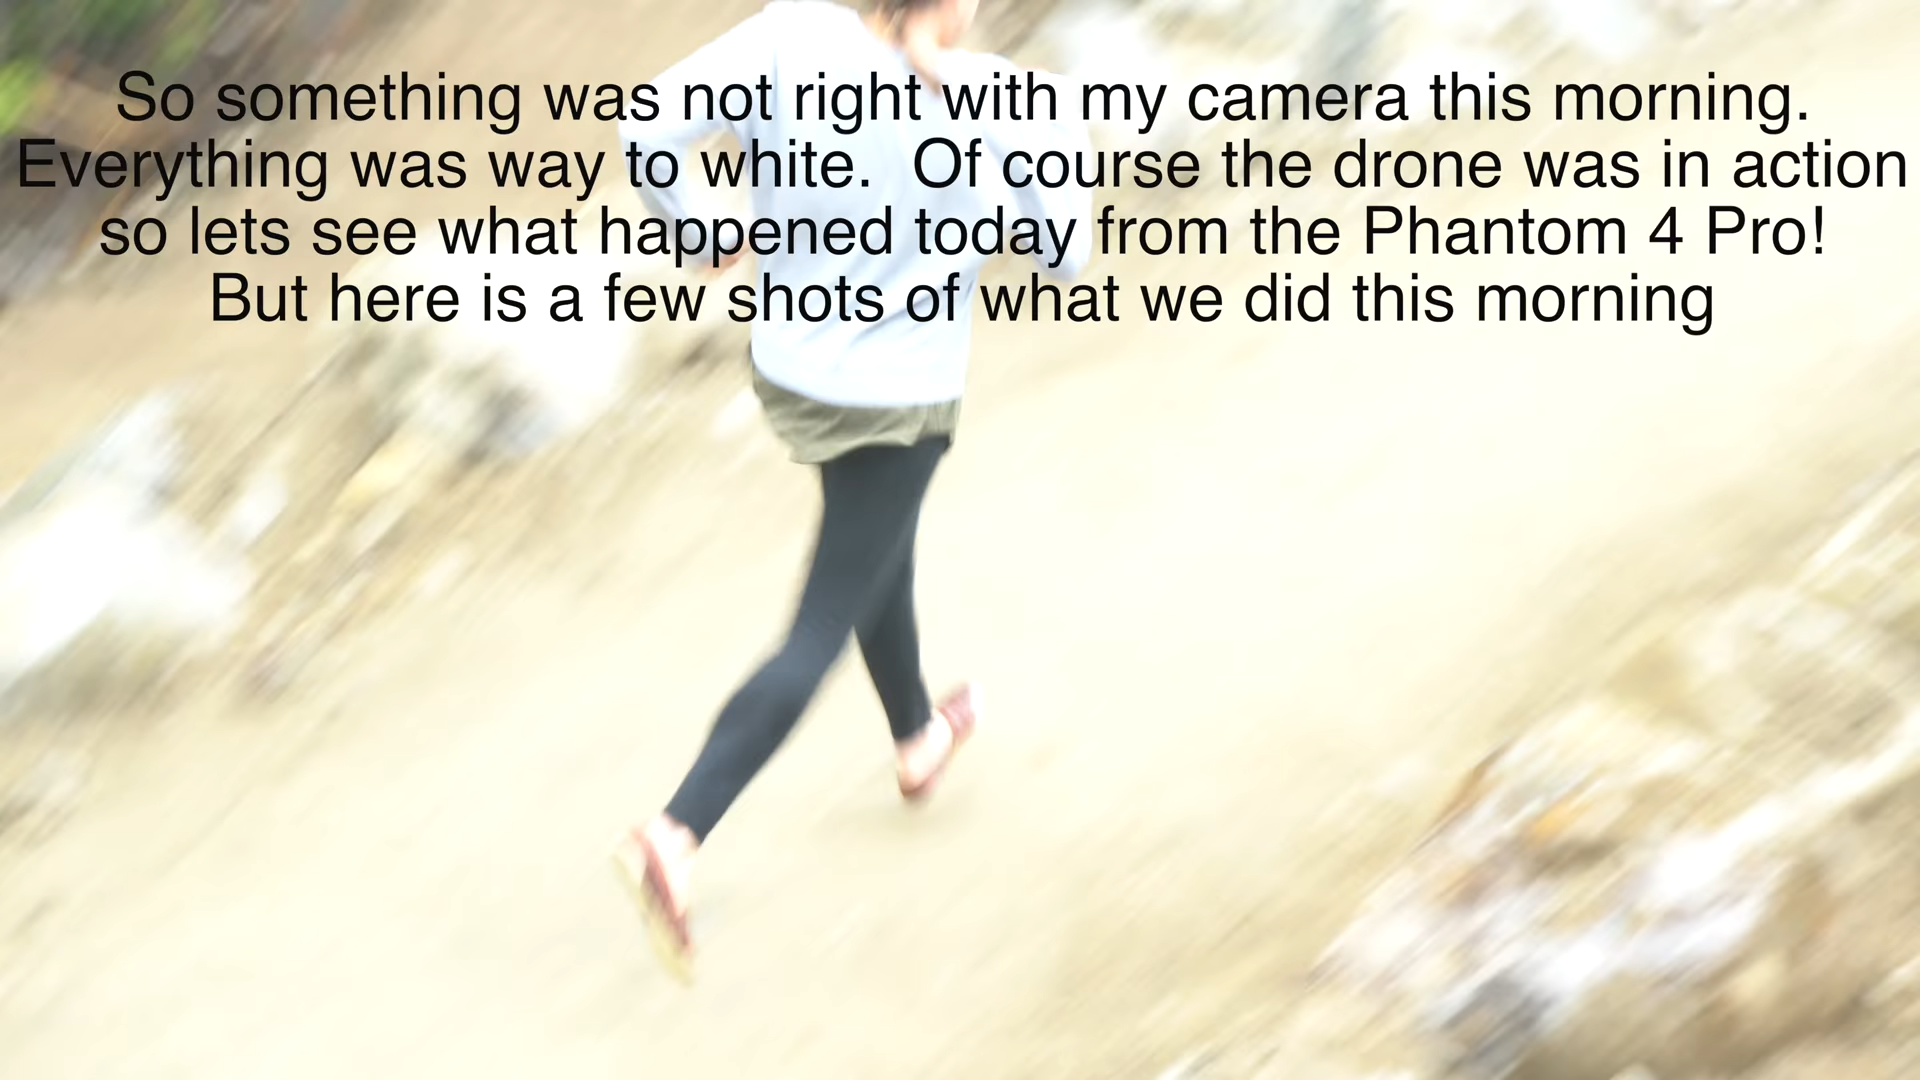 So something was not right with my camera this morning.
Everything was way to white.  Of course the drone was in action
so lets see what happened today from the Phantom 4 Pro!
But here is a few shots of what we did this morning